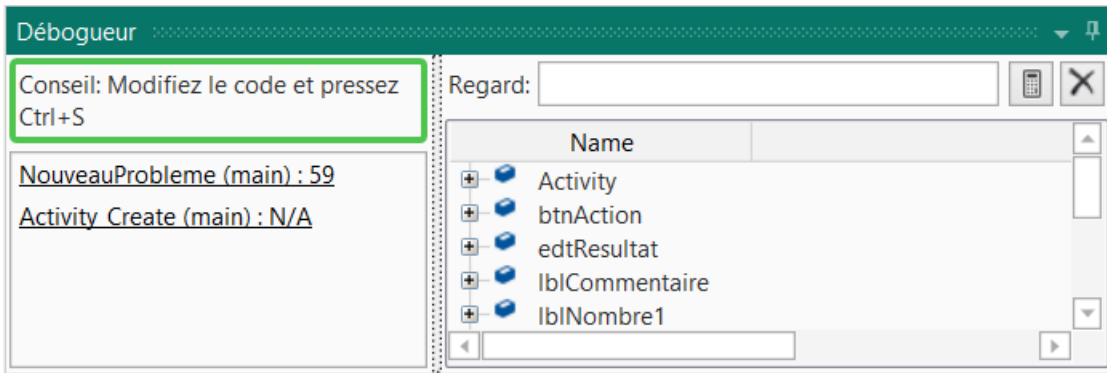 Débogueur
Conseil: Modifiez le code et pressez
Ctrl+S
NouveauProbleme (main) : 59
Activity_Create (main) : N/A
Regard:
Name
Activity
btnAction
edtResultat
lblCommentaire
lblNombre1